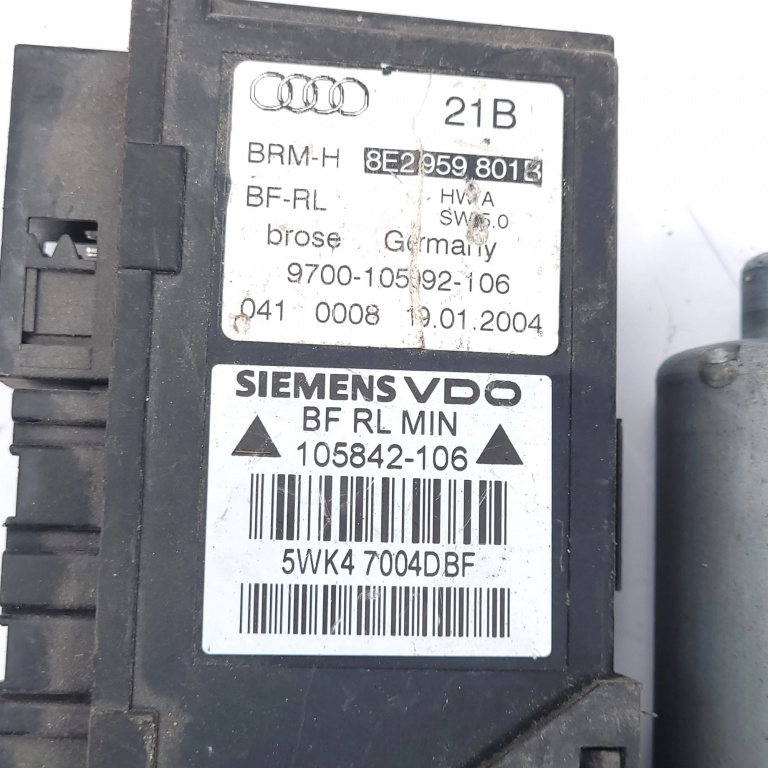 21B
BRM-H 8E2 959 801B
BF-RL HW A
SW 5.0
brose Germany
9700-105092-106
041 0008 19.01.2004
SIEMENS VDO
BF RL MIN
105842-106
5WK4 7004DBF